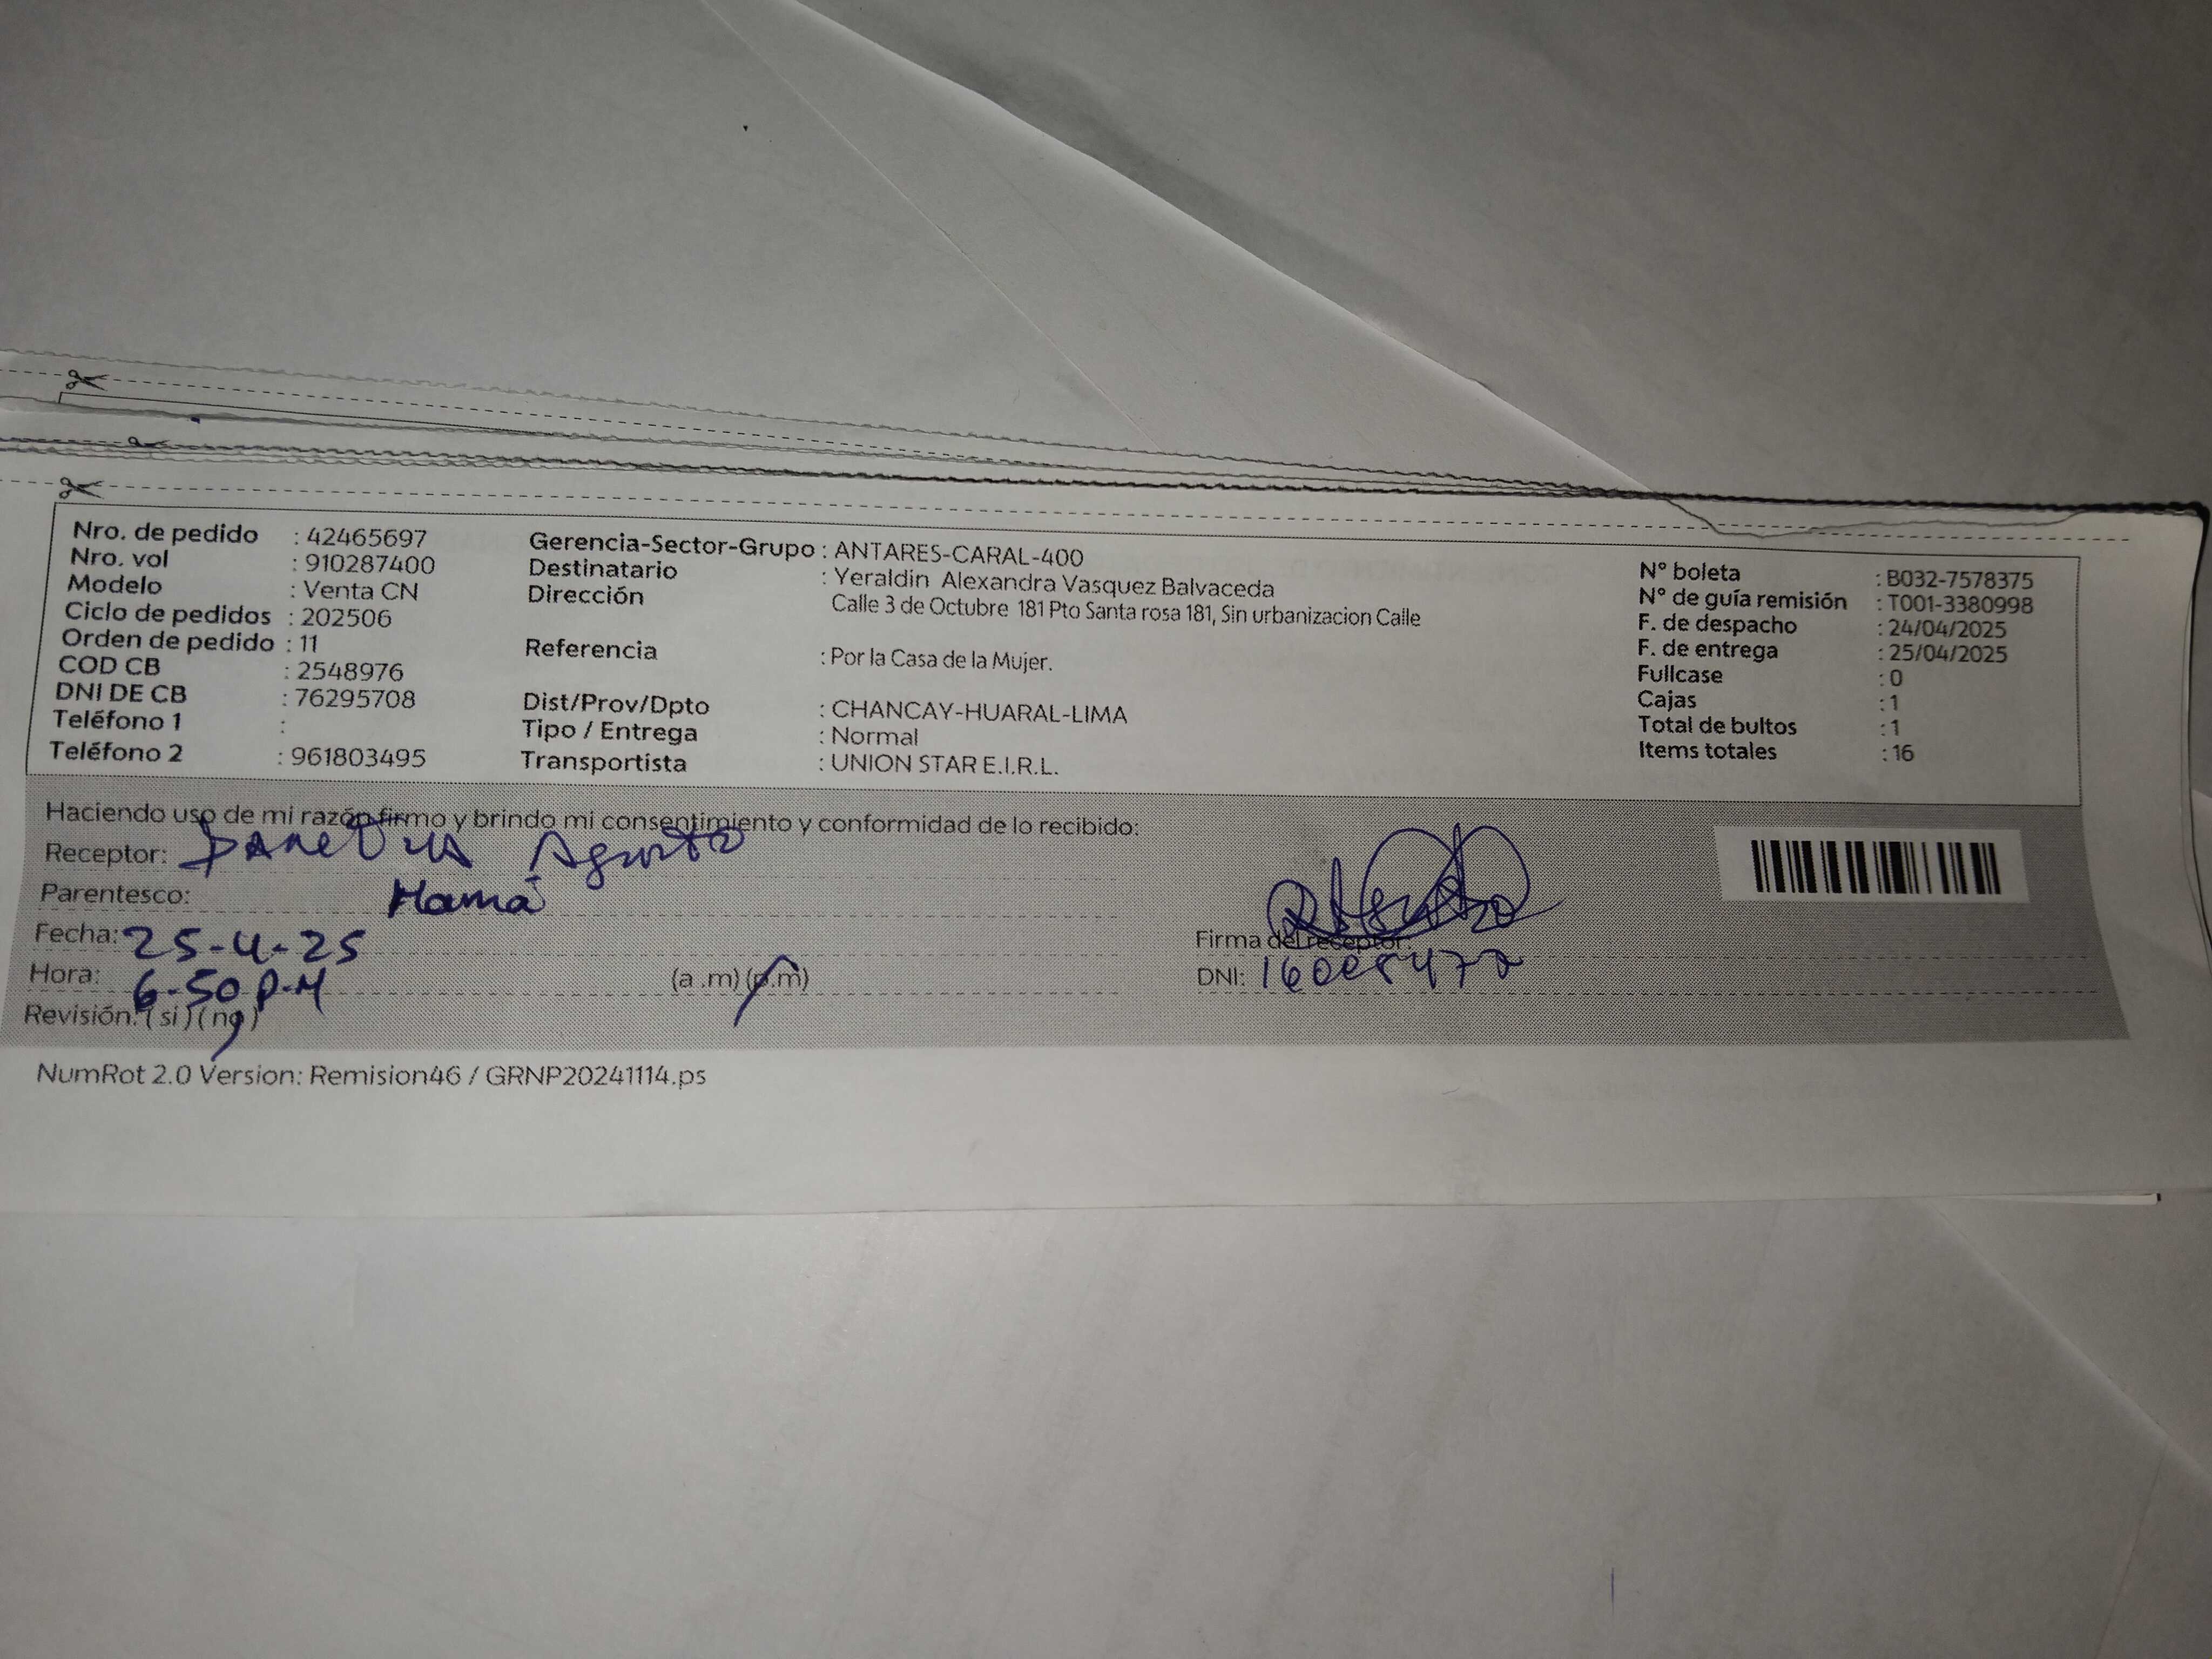 Nro. de pedido : 42465697
Nro. vol : 910287400
Modelo : Venta CN
Ciclo de pedidos : 202506
Orden de pedido : 11
COD CB : 2548976
DNI DE CB : 76295708
Teléfono 1 :
Teléfono 2 : 961803495
Gerencia-Sector-Grupo : ANTARES-CARAL-400
Destinatario : Yeraldin Alexandra Vasquez Balvaceda
Dirección Calle 3 de Octubre 181 Pto Santa rosa 181, Sin urbanizacion Calle
Referencia : Por la Casa de la Mujer.
Dist/Prov/Dpto : CHANCAY-HUARAL-LIMA
Tipo / Entrega : Normal
Transportista : UNION STAR E.I.R.L.
N° boleta : B032-7578375
N° de guía remisión : T001-3380998
F. de despacho : 24/04/2025
F. de entrega : 25/04/2025
Fullcase : 0
Cajas : 1
Total de bultos : 1
Items totales : 16
Haciendo uso de mi razón firmo y brindo mi consentimiento y conformidad de lo recibido:
Receptor:
Parentesco: Mamá
Fecha: 25-4-25
Hora: 6-50 P.M (a .m) (p.m)
Revisión: ( si ) ( no )
Firma del receptor:
DNI:
NumRot 2.0 Version: Remision46 / GRNP20241114.ps